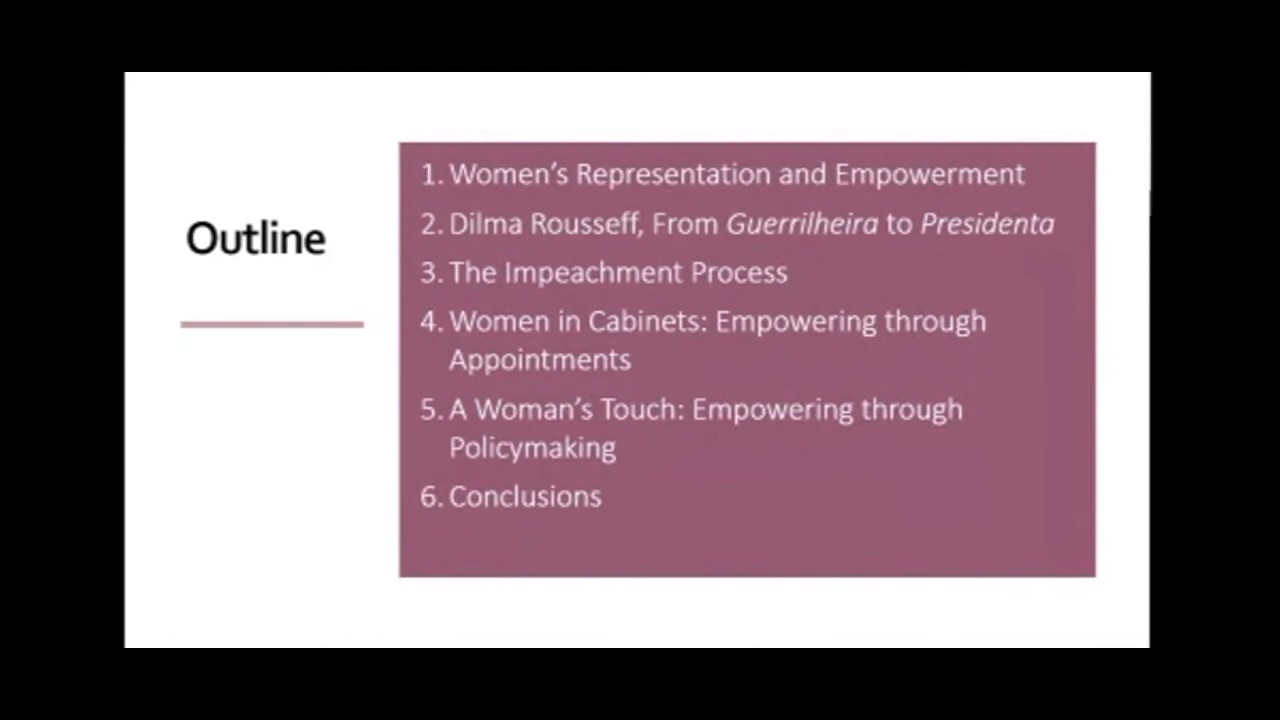 Outline
1. Women’s Representation and Empowerment
2. Dilma Rousseff, From Guerrilheira to Presidenta
3. The Impeachment Process
4. Women in Cabinets: Empowering through
Appointments
5. A Woman’s Touch: Empowering through
Policymaking
6. Conclusions